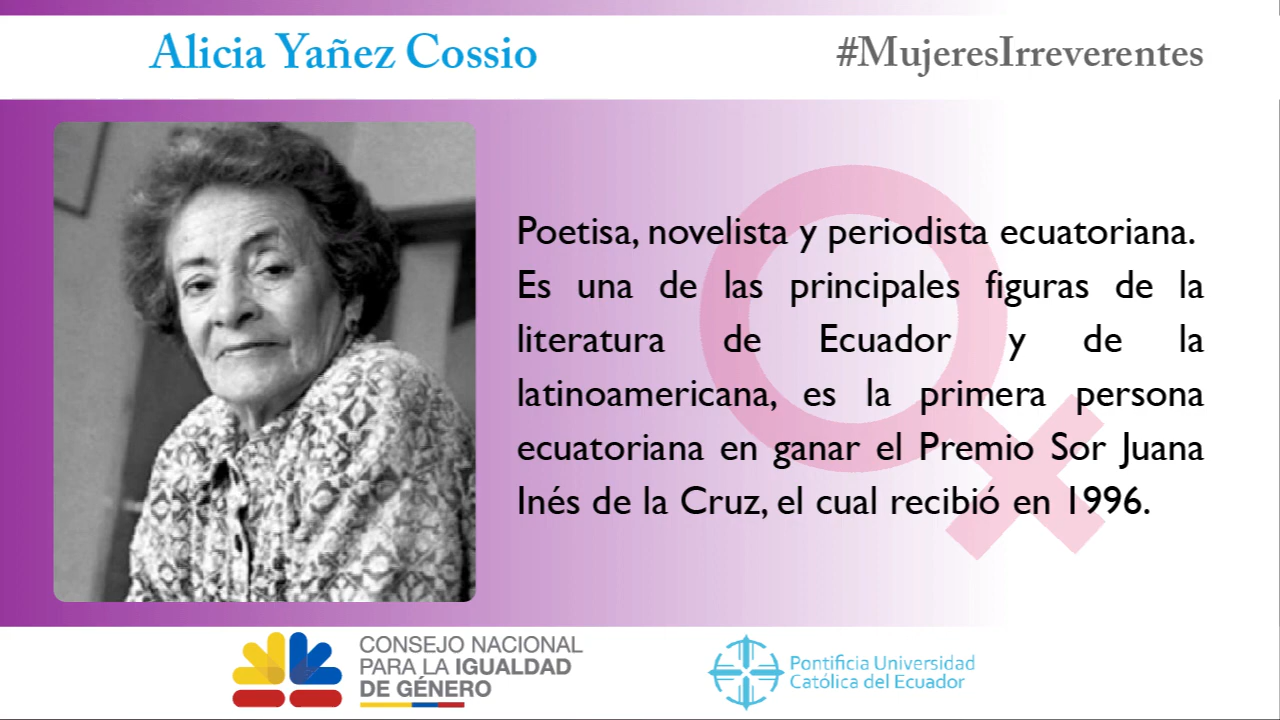 Alicia Yañez Cossio
#MujeresIrreverentes
Poetisa, novelista y periodista ecuatoriana.
Es una de las principales figuras de la
literatura de Ecuador y de la
latinoamericana, es la primera persona
ecuatoriana en ganar el Premio Sor Juana
Inés de la Cruz, el cual recibió en 1996.
CONSEJO NACIONAL
PARA LA IGUALDAD
DE GÉNERO
Pontificia Universidad
Católica del Ecuador